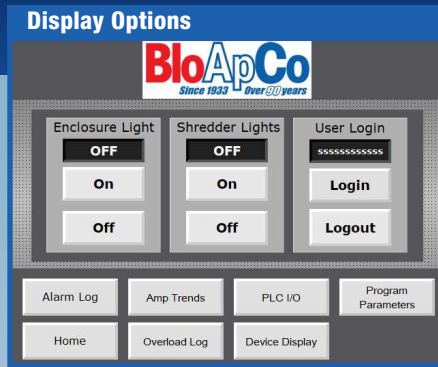 Display Options
BloApCo
Since 1933 Over 90 years
Enclosure Light Shredder Lights User Login
OFF OFF ssssssssssss
On On Login
Off Off Logout
Alarm Log Amp Trends PLC I/O Program Parameters
Home Overload Log Device Display